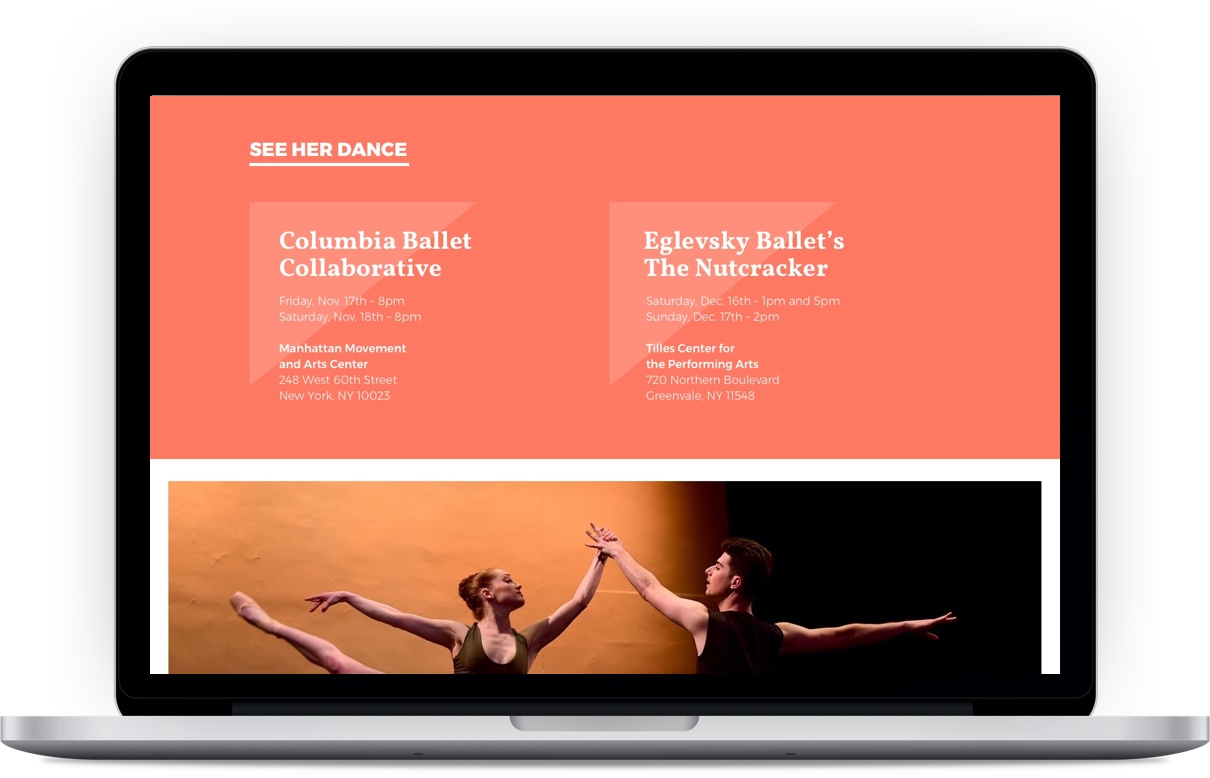 SEE HER DANCE
Columbia Ballet
Collaborative
Friday, Nov. 17th – 8pm
Saturday, Nov. 18th – 8pm
Manhattan Movement
and Arts Center
248 West 60th Street
New York, NY 10023
Eglevsky Ballet’s
The Nutcracker
Saturday, Dec. 16th – 1pm and 5pm
Sunday, Dec. 17th – 2pm
Tilles Center for
the Performing Arts
720 Northern Boulevard
Greenvale, NY 11548